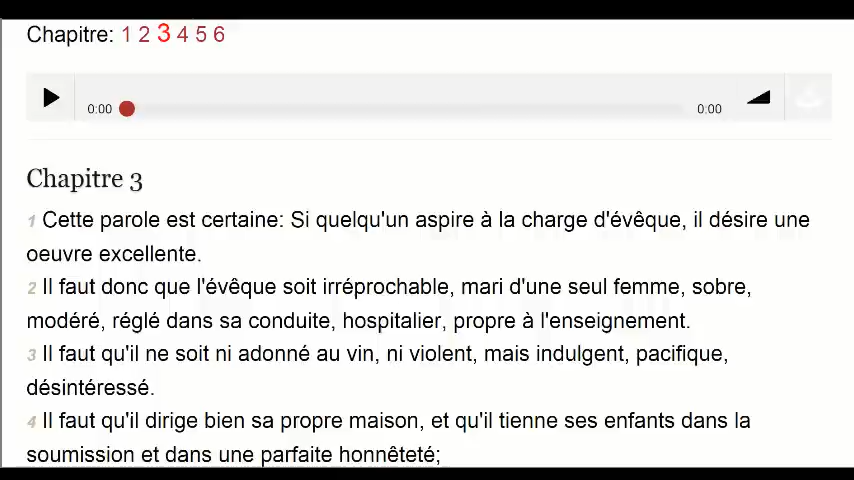 Chapitre: 1 2 3 4 5 6
0:00 0:00
Chapitre 3
1 Cette parole est certaine: Si quelqu'un aspire à la charge d'évêque, il désire une
oeuvre excellente.
2 Il faut donc que l'évêque soit irréprochable, mari d'une seul femme, sobre,
modéré, réglé dans sa conduite, hospitalier, propre à l'enseignement.
3 Il faut qu'il ne soit ni adonné au vin, ni violent, mais indulgent, pacifique,
désintéressé.
4 Il faut qu'il dirige bien sa propre maison, et qu'il tienne ses enfants dans la
soumission et dans une parfaite honnêteté;